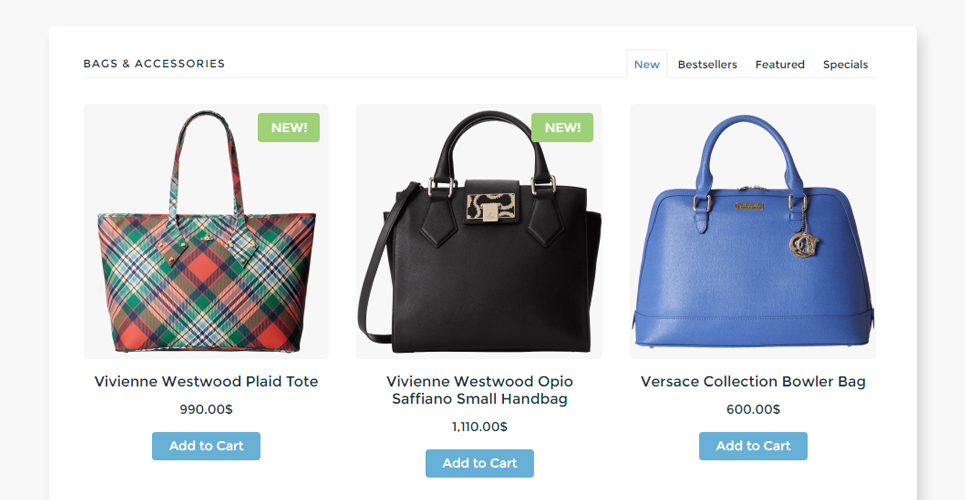 BAGS & ACCESSORIES
New
Bestsellers
Featured
Specials
NEW!
NEW!
Vivienne Westwood Plaid Tote
990.00$
Add to Cart
Vivienne Westwood Opio
Saffiano Small Handbag
1,110.00$
Add to Cart
Versace Collection Bowler Bag
600.00$
Add to Cart